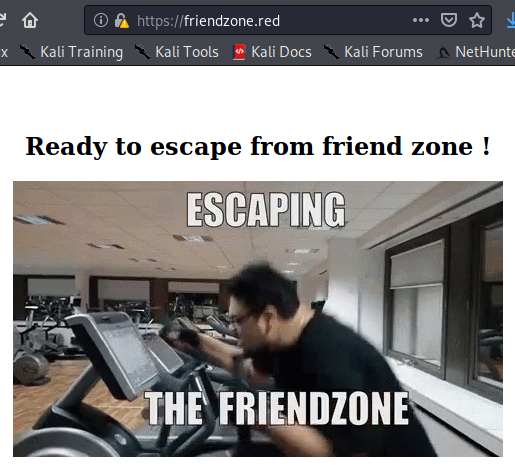 https://friendzone.red
x Kali Training Kali Tools Kali Docs Kali Forums NetHunte
Ready to escape from friend zone !
ESCAPING
THE FRIENDZONE